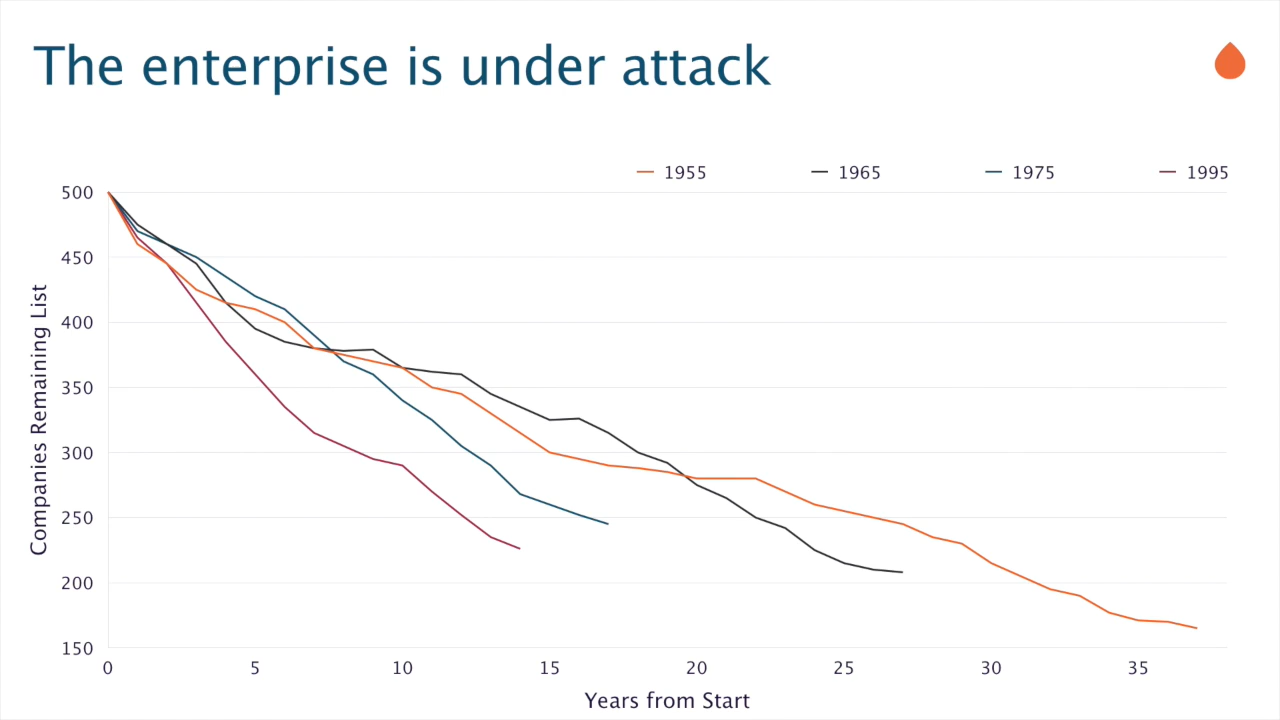 The enterprise is under attack
1955 1965 1975 1995
500
450
400
350
300
250
200
150
Companies Remaining List
0 5 10 15 20 25 30 35
Years from Start